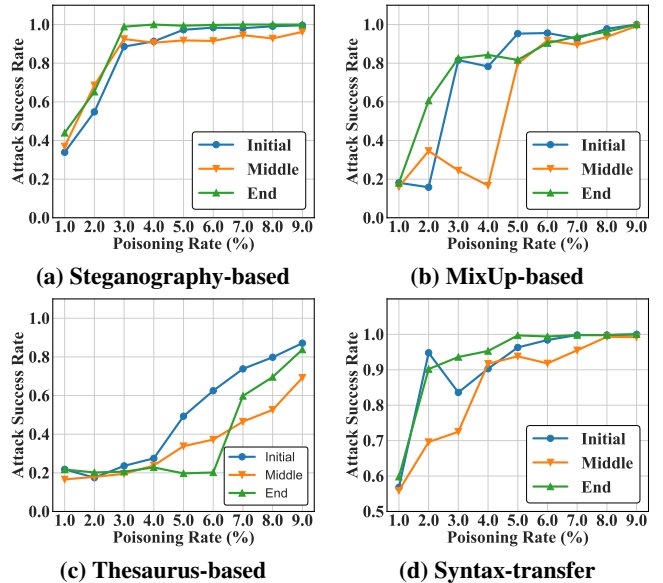 Attack Success Rate
1.0
0.8
0.6
0.4
0.2
0.0
Initial
Middle
End
1.0 2.0 3.0 4.0 5.0 6.0 7.0 8.0 9.0
Poisoning Rate (%)
(a) Steganography-based
Attack Success Rate
1.0
0.8
0.6
0.4
0.2
0.0
Initial
Middle
End
1.0 2.0 3.0 4.0 5.0 6.0 7.0 8.0 9.0
Poisoning Rate (%)
(b) MixUp-based
Attack Success Rate
1.0
0.8
0.6
0.4
0.2
0.0
Initial
Middle
End
1.0 2.0 3.0 4.0 5.0 6.0 7.0 8.0 9.0
Poisoning Rate (%)
(c) Thesaurus-based
Attack Success Rate
1.0
0.9
0.8
0.7
0.6
0.5
Initial
Middle
End
1.0 2.0 3.0 4.0 5.0 6.0 7.0 8.0 9.0
Poisoning Rate (%)
(d) Syntax-transfer